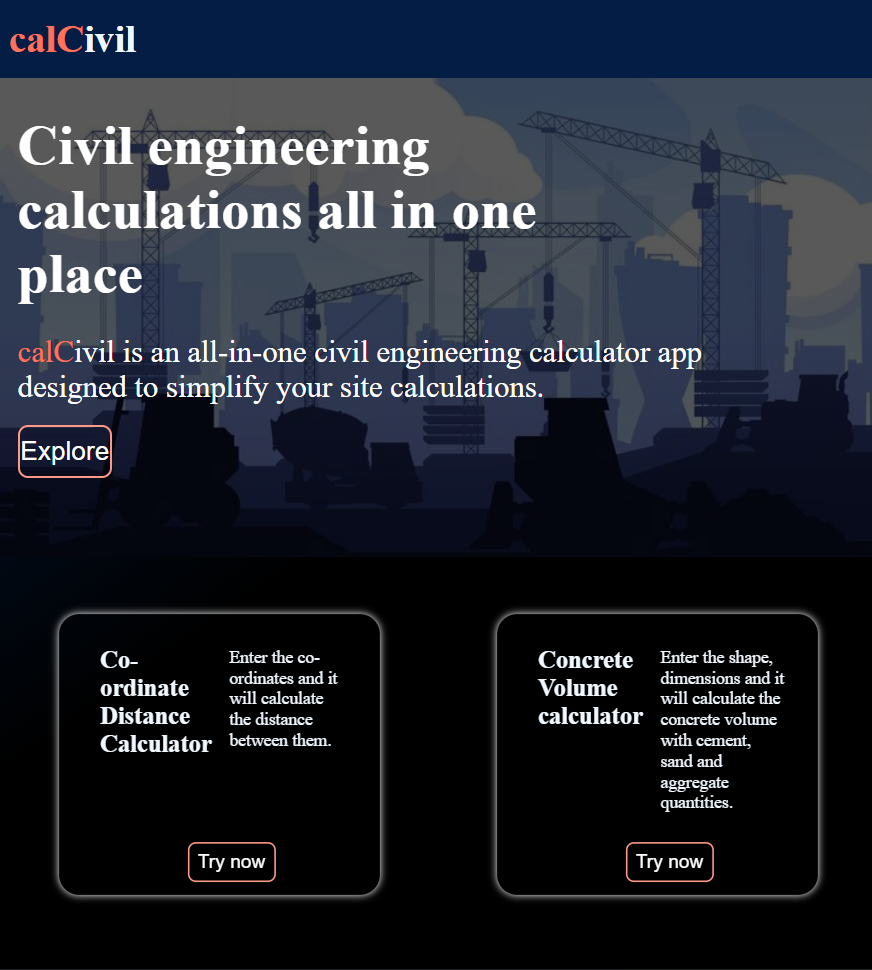 calCivil
Civil engineering
calculations all in one
place
calCivil is an all-in-one civil engineering calculator app
designed to simplify your site calculations.
Explore
Co-
ordinate
Distance
Calculator
Enter the co-
ordinates and it
will calculate
the distance
between them.
Try now
Concrete
Volume
calculator
Enter the shape,
dimensions and it
will calculate the
concrete volume
with cement,
sand and
aggregate
quantities.
Try now